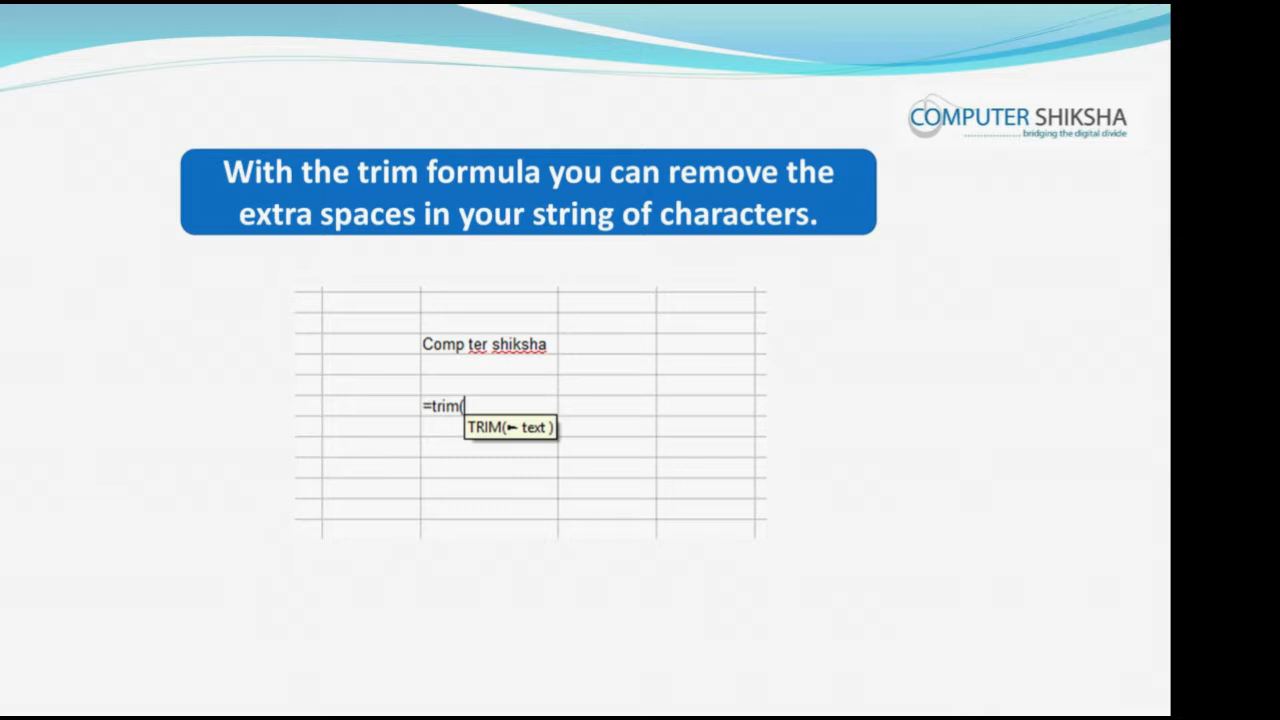 COMPUTER SHIKSHA
bridging the digital divide
With the trim formula you can remove the
extra spaces in your string of characters.
Comp ter shiksha
=trim(
TRIM( text )